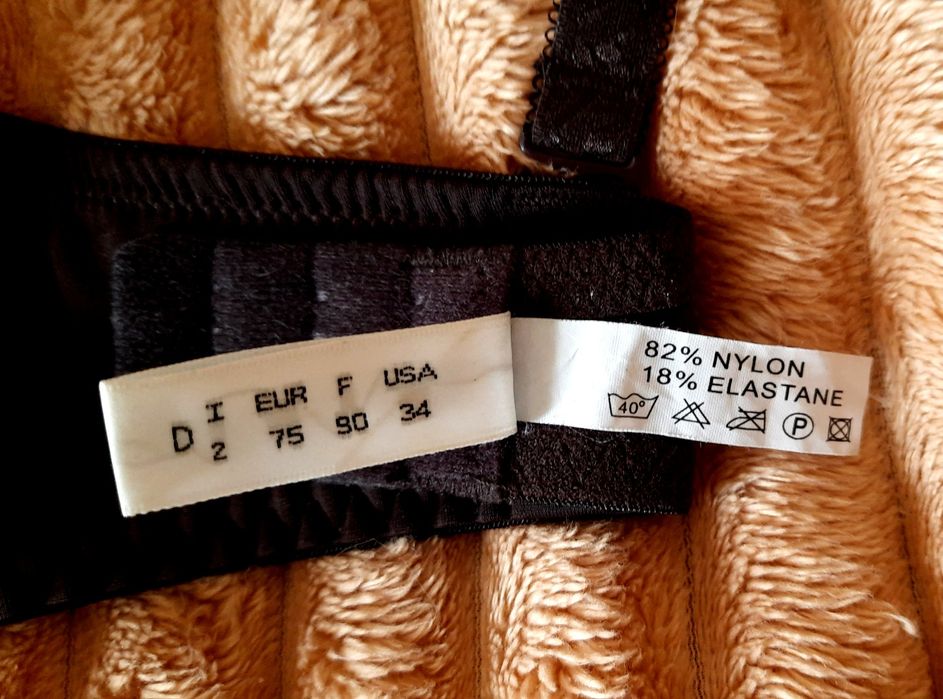 D
I EUR F USA
2 75 90 34
82% NYLON
18% ELASTANE
40°
P